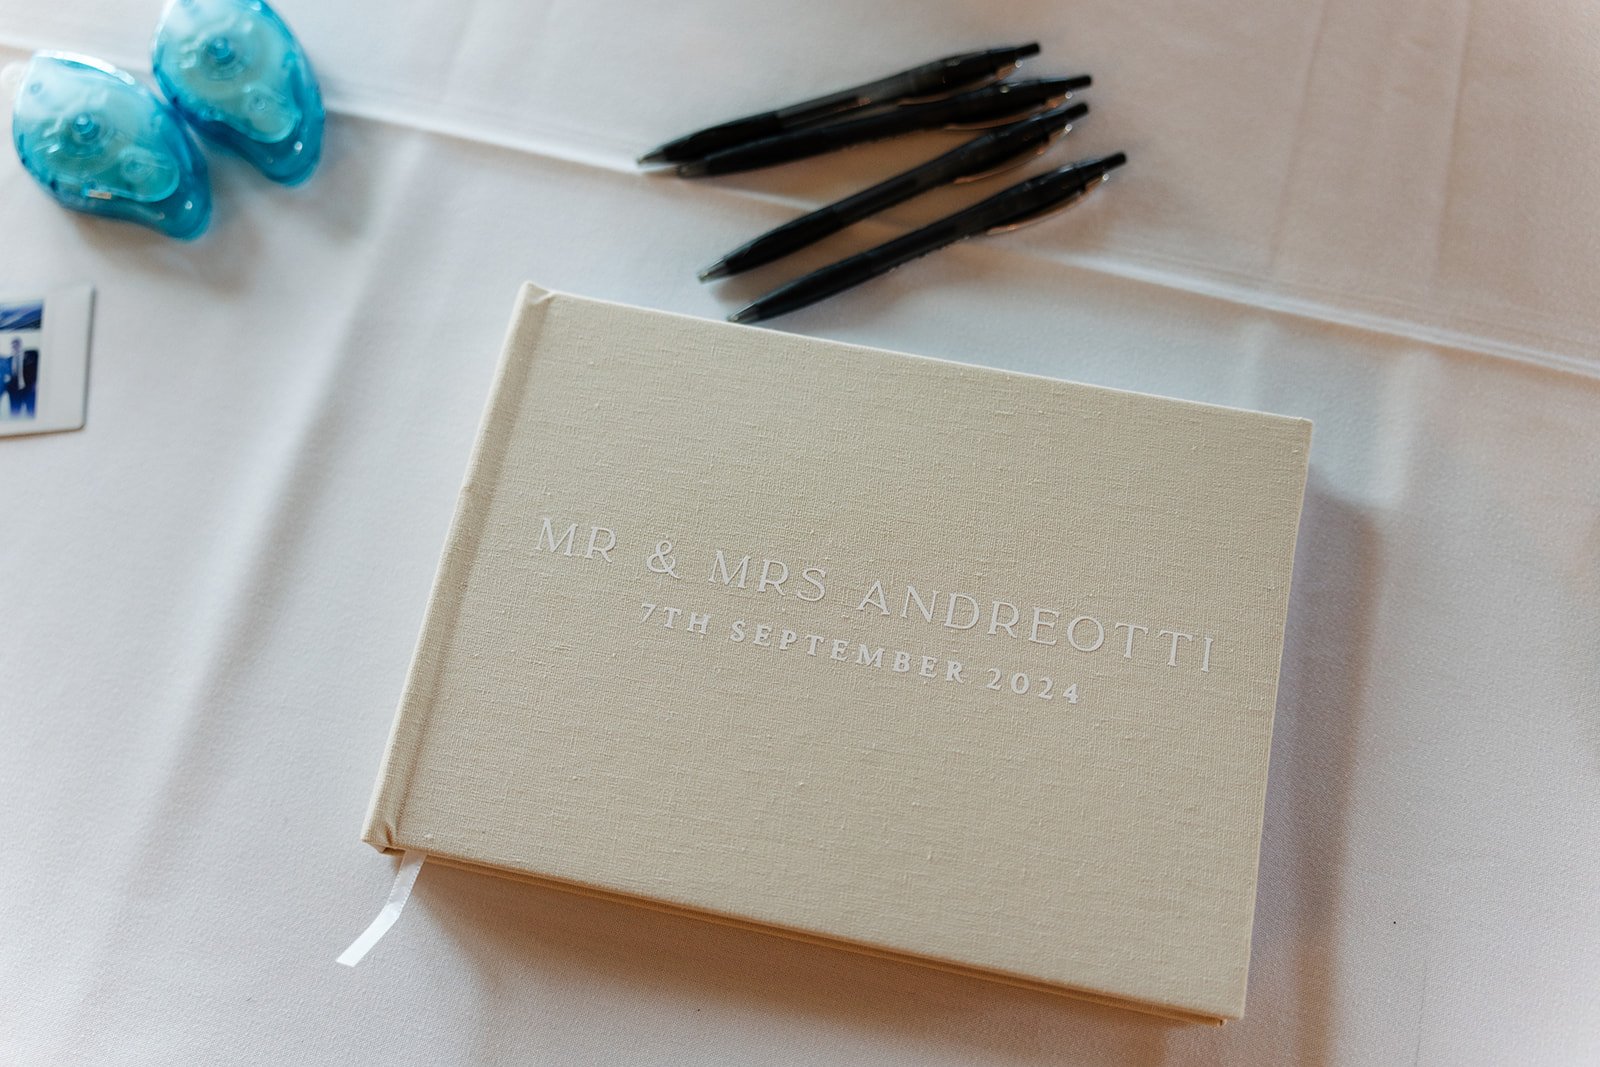 MR & MRS ANDREOTTI
7TH SEPTEMBER 2024